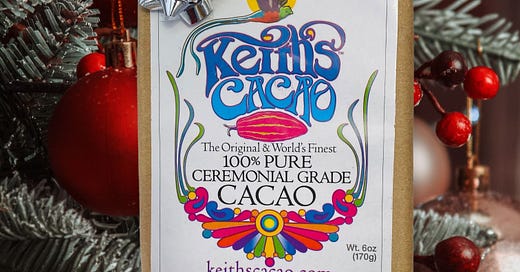 Keith's
CACAO
The Original & World's Finest
100% PURE
CEREMONIAL GRADE
CACAO
Wt. 6oz
(170g)
keithscacao.com